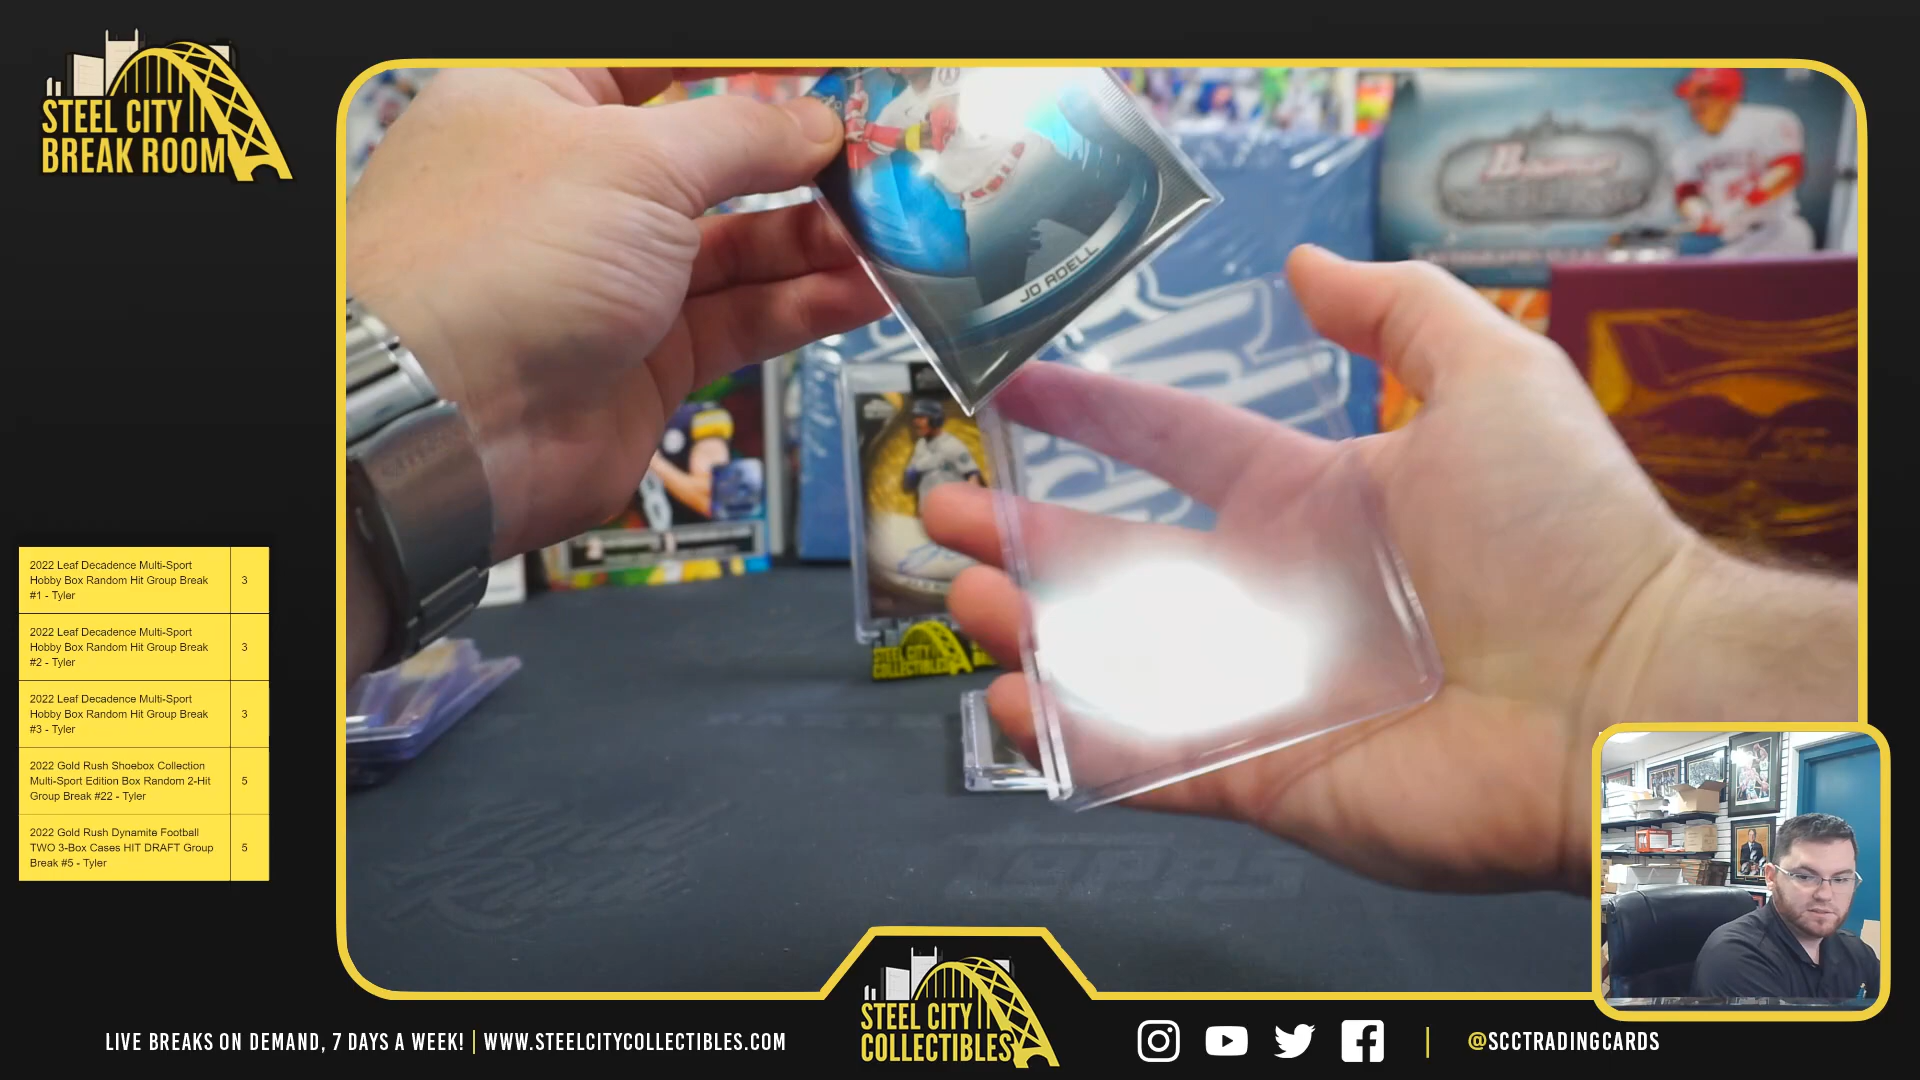 STEEL CITY
BREAK ROOM
Bowman
JO ADELL
STEEL CITY
COLLECTIBLES
2022 Leaf Decadence Multi-Sport
Hobby Box Random Hit Group Break
#1 - Tyler
3
2022 Leaf Decadence Multi-Sport
Hobby Box Random Hit Group Break
#2 - Tyler
3
2022 Leaf Decadence Multi-Sport
Hobby Box Random Hit Group Break
#3 - Tyler
3
2022 Gold Rush Shoebox Collection
Multi-Sport Edition Box Random 2-Hit
Group Break #22 - Tyler
5
2022 Gold Rush Dynamite Football
TWO 3-Box Cases HIT DRAFT Group
Break #5 - Tyler
5
LIVE BREAKS ON DEMAND, 7 DAYS A WEEK! | WWW.STEELCITYCOLLECTIBLES.COM
STEEL CITY
COLLECTIBLES
@SCCTRADINGCARDS